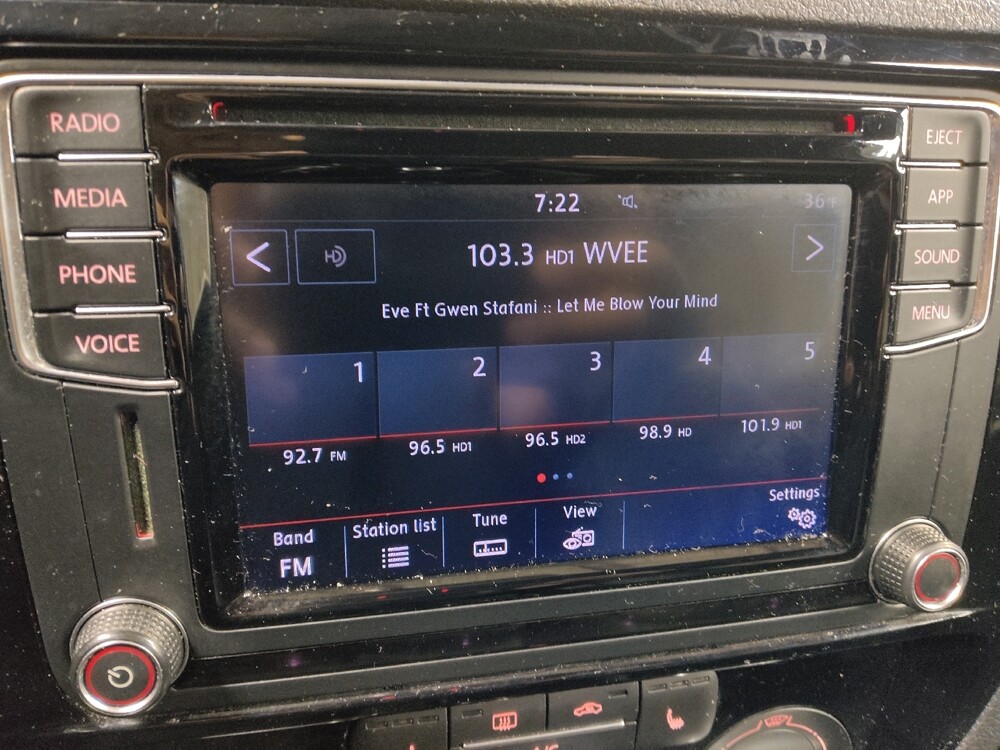 RADIO
MEDIA
PHONE
VOICE
EJECT
APP
SOUND
MENU
7:22
36°F
<
HD
103.3 HD1 WVEE
>
Eve Ft Gwen Stafani :: Let Me Blow Your Mind
1
2
3
4
5
92.7 FM
96.5 HD1
96.5 HD2
98.9 HD
101.9 HD1
Band
FM
Station list
Tune
View
Settings
A/C